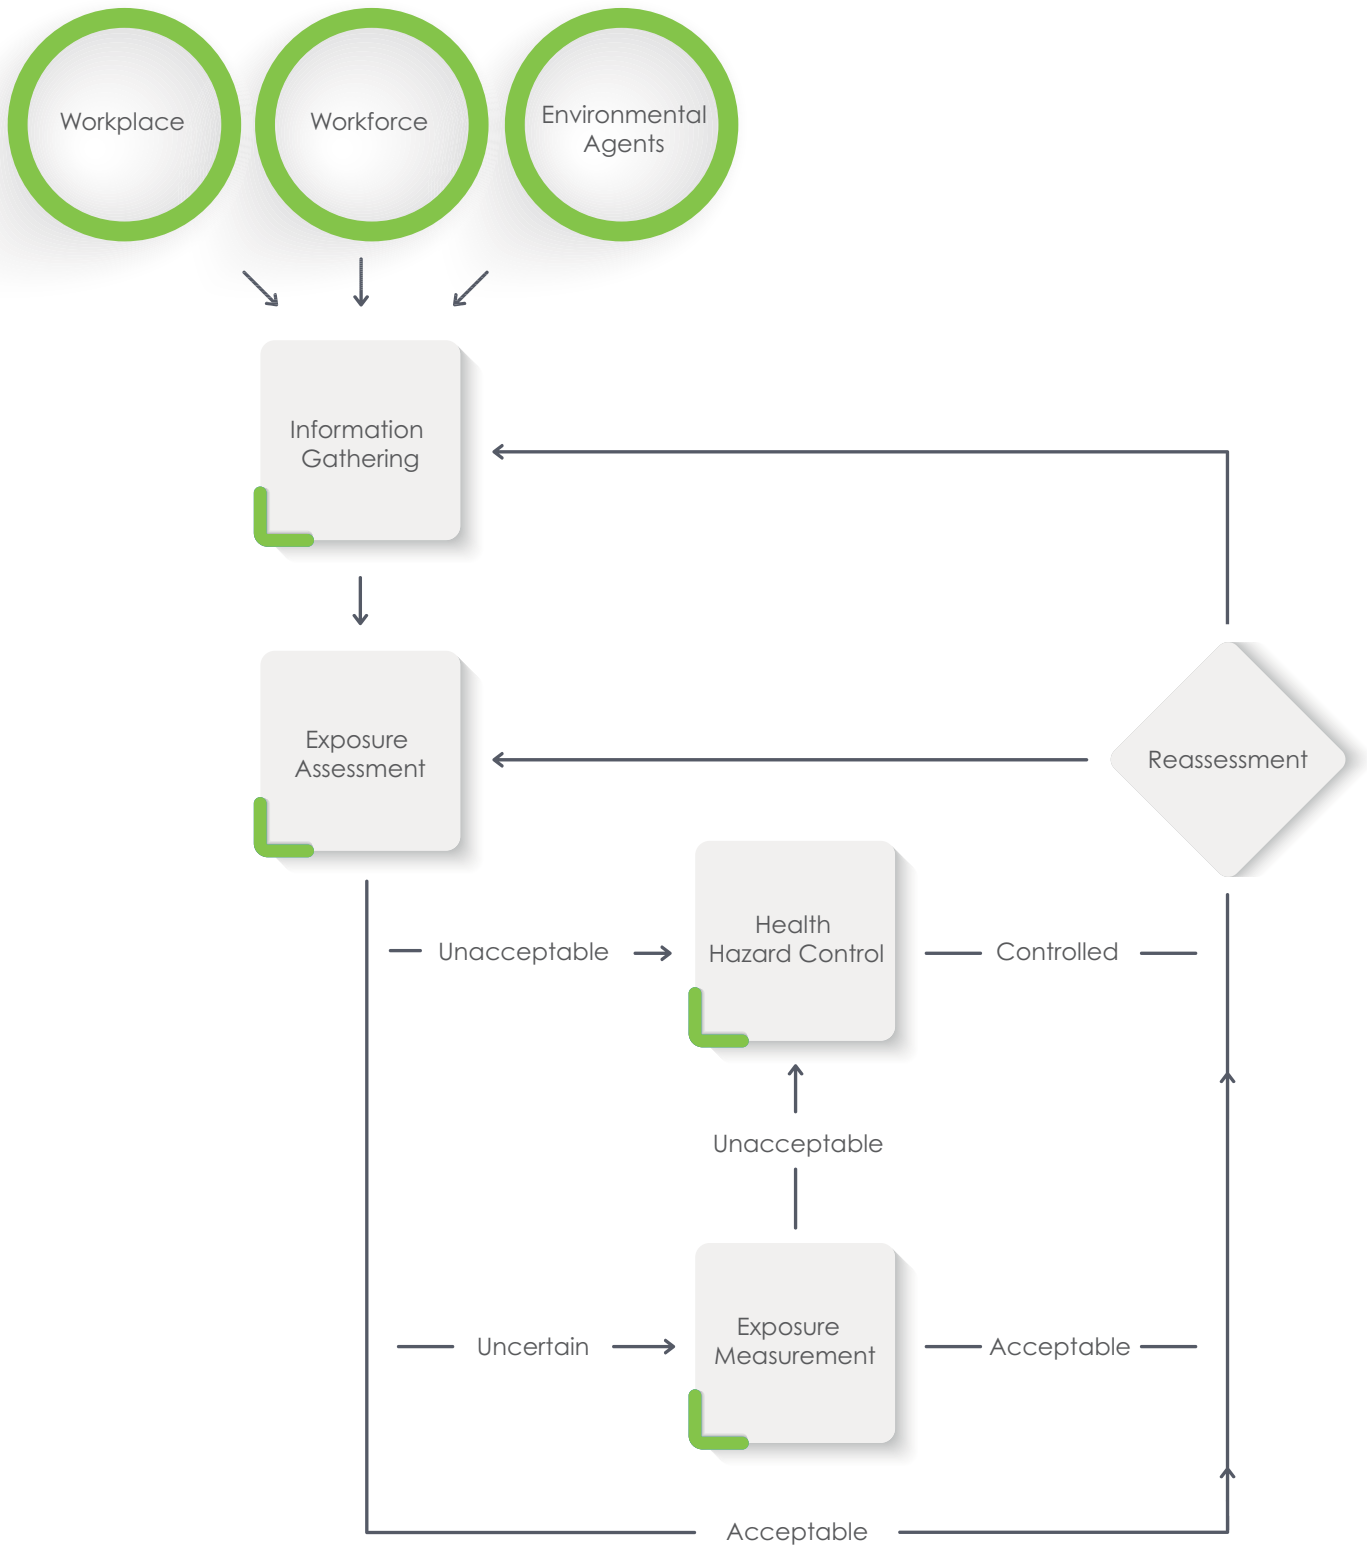 Workplace
Workforce
Environmental
Agents
Information
Gathering
Exposure
Assessment
Reassessment
Health
Hazard Control
Unacceptable
Controlled
Unacceptable
Exposure
Measurement
Uncertain
Acceptable
Acceptable